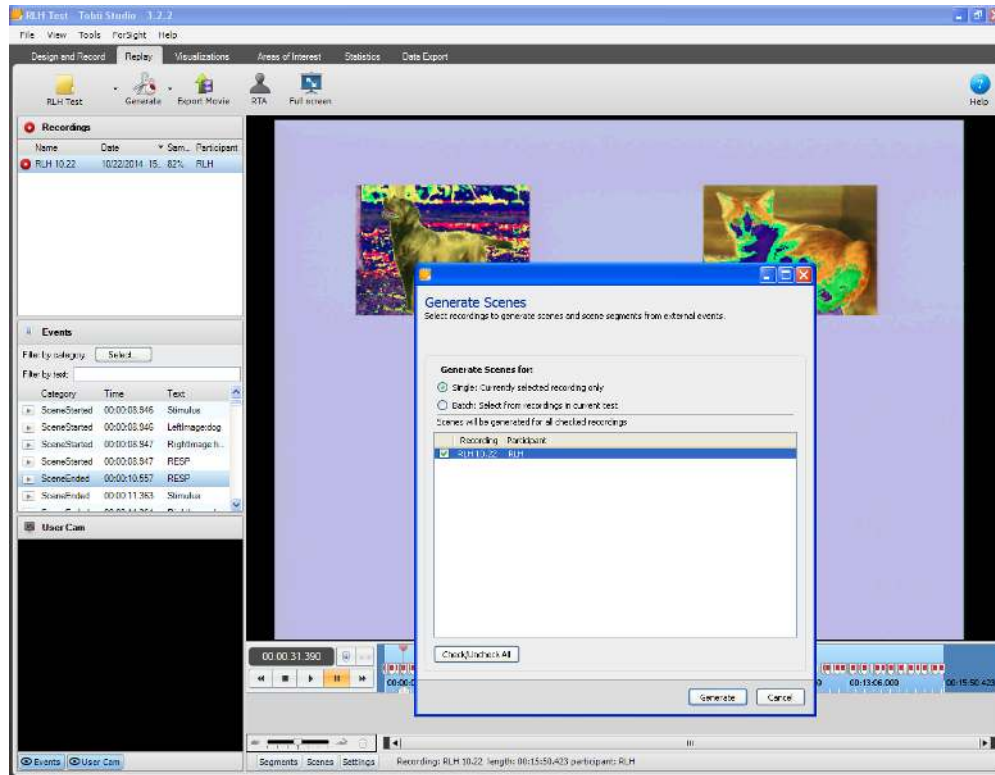 RLH Test - Tobii Studio - 3.2.2
File View Tools ForSight Help
Design and Record Replay Visualizations Areas of Interest Statistics Data Export
RLH Test Generate Export Movie RTA Full screen Help
Recordings
Name Date Sam... Participant
RLH 10.22 10/22/2014 15... 82% RLH
Events
Filter by category: Select...
Filter by text:
Category Time Text
SceneStarted 00:00:08.946 Stimulus
SceneStarted 00:00:08.946 LeftImage:dog
SceneStarted 00:00:08.947 RightImage:h...
SceneStarted 00:00:08.947 RESP
SceneEnded 00:00:10.557 RESP
SceneEnded 00:00:11.363 Stimulus
User Cam
Generate Scenes
Select recordings to generate scenes and scene segments from external events.
Generate Scenes for:
Single: Currently selected recording only
Batch: Select from recordings in current test
Scenes will be generated for all checked recordings
Recording Participant
RLH 10.22 RLH
Check/Uncheck All
Generate Cancel
00:00:31.390
00:13:06.000 00:15:50.423
Events User Cam Segments Scenes Settings Recording: RLH 10.22 length: 00:15:50.423 participant: RLH